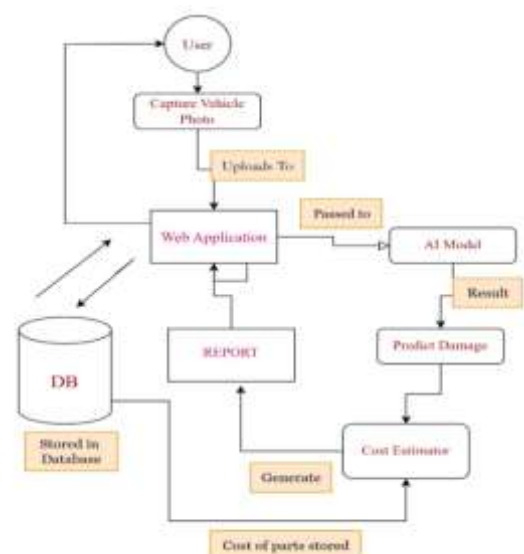 User
Capture Vehicle
Photo
Uploads To
Passed to
Web Application
AI Model
Result
REPORT
Predict Damage
DB
Stored in
Database
Cost Estimator
Generate
Cost of parts stored